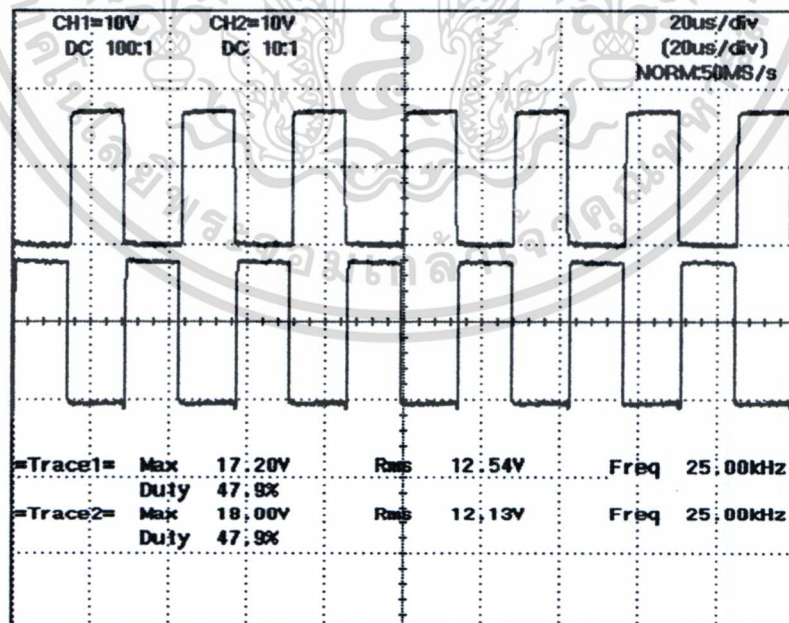 CH1=10V CH2=10V 20us/div
DC 100:1 DC 10:1 (20us/div)
NORM:50MS/s
=Trace1= Max 17.20V Rms 12.54V Freq 25.00kHz
Duty 47.9%
=Trace2= Max 18.00V Rms 12.13V Freq 25.00kHz
Duty 47.9%